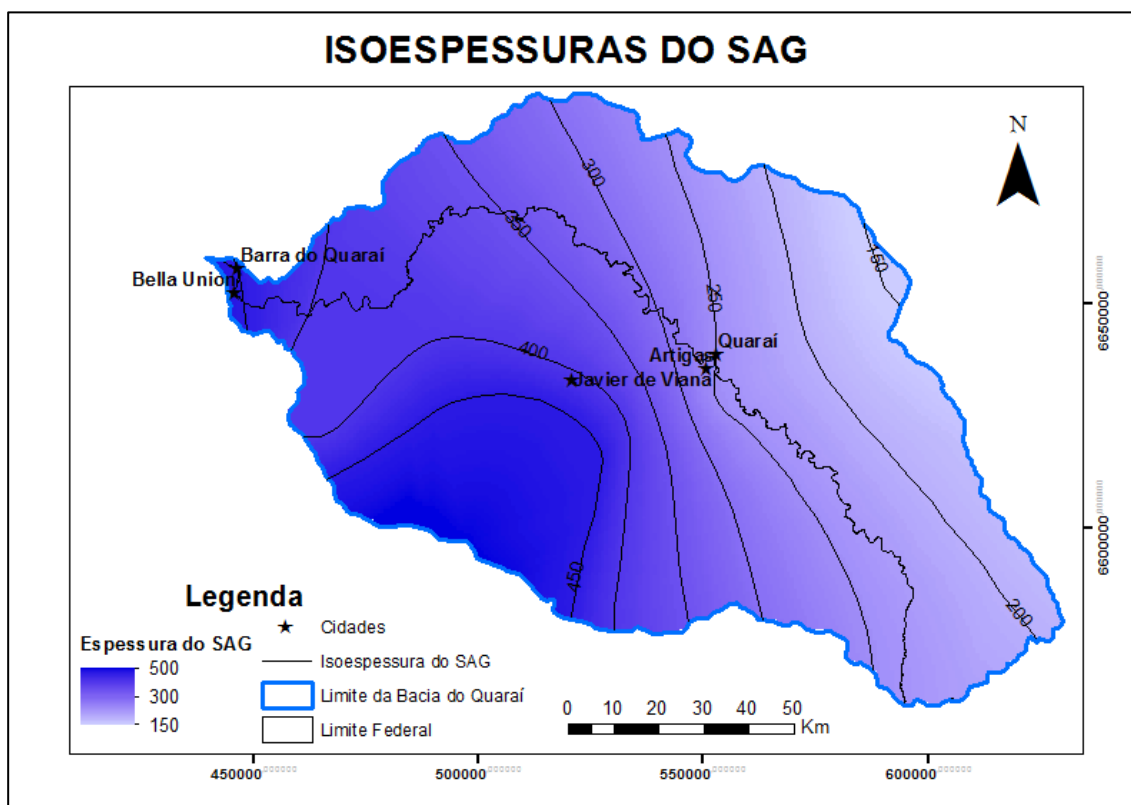 ISOESPESSURAS DO SAG
N
300
350
150
Barra do Quaraí
Bella Union
250
Quaraí
400
Artigas
Javier de Viana
450
200
6650000
6600000
Legenda
Cidades
Espessura do SAG
500
300
150
Isoespessura do SAG
Limite da Bacia do Quaraí
Limite Federal
0 10 20 30 40 50
Km
450000
500000
550000
600000